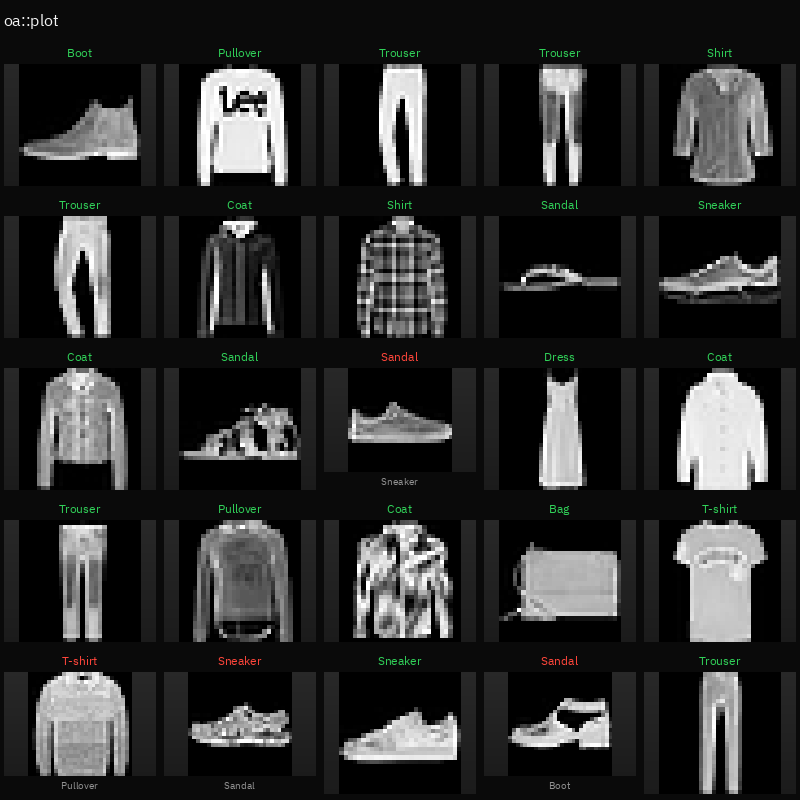 oa::plot
Boot Pullover Trouser Trouser Shirt
Lee
Trouser Coat Shirt Sandal Sneaker
Coat Sandal Sandal Dress Coat
Sneaker
Trouser Pullover Coat Bag T-shirt
T-shirt Sneaker Sneaker Sandal Trouser
Pullover Sandal Boot